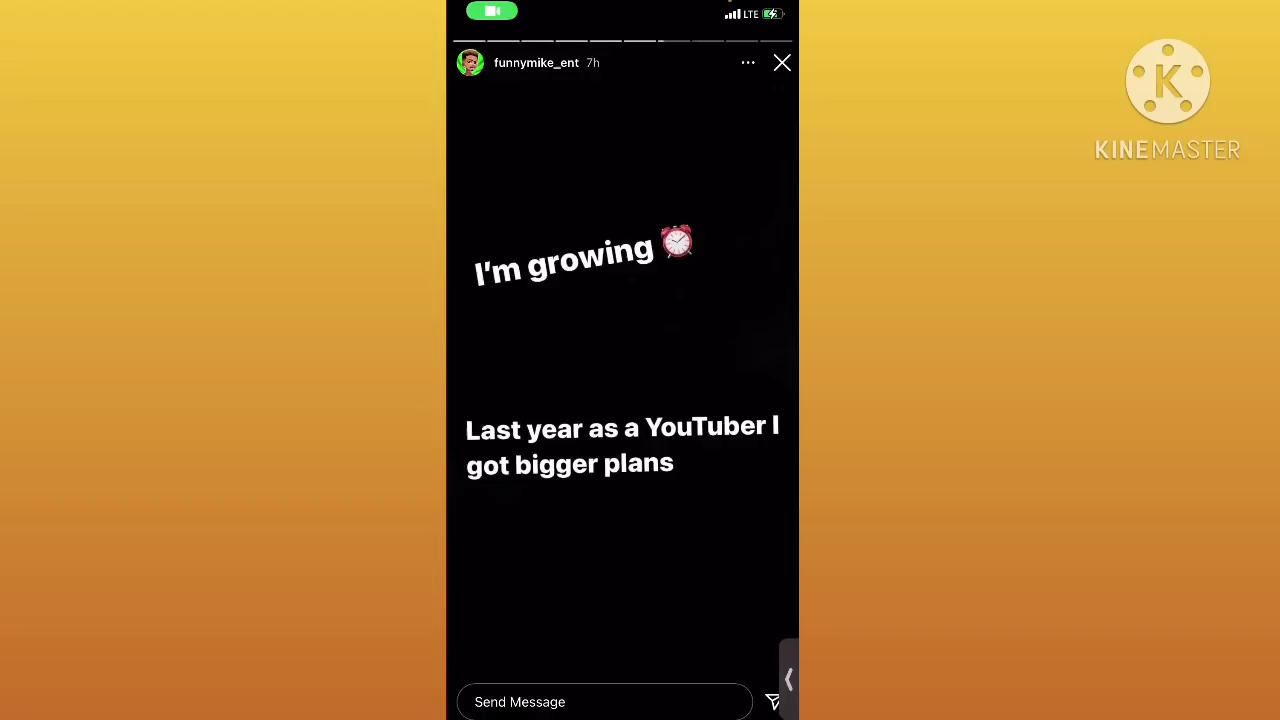 LTE
funnymike_ent 7h
K
KINEMASTER
I'm growing ⏰
Last year as a YouTuber I
got bigger plans
Send Message